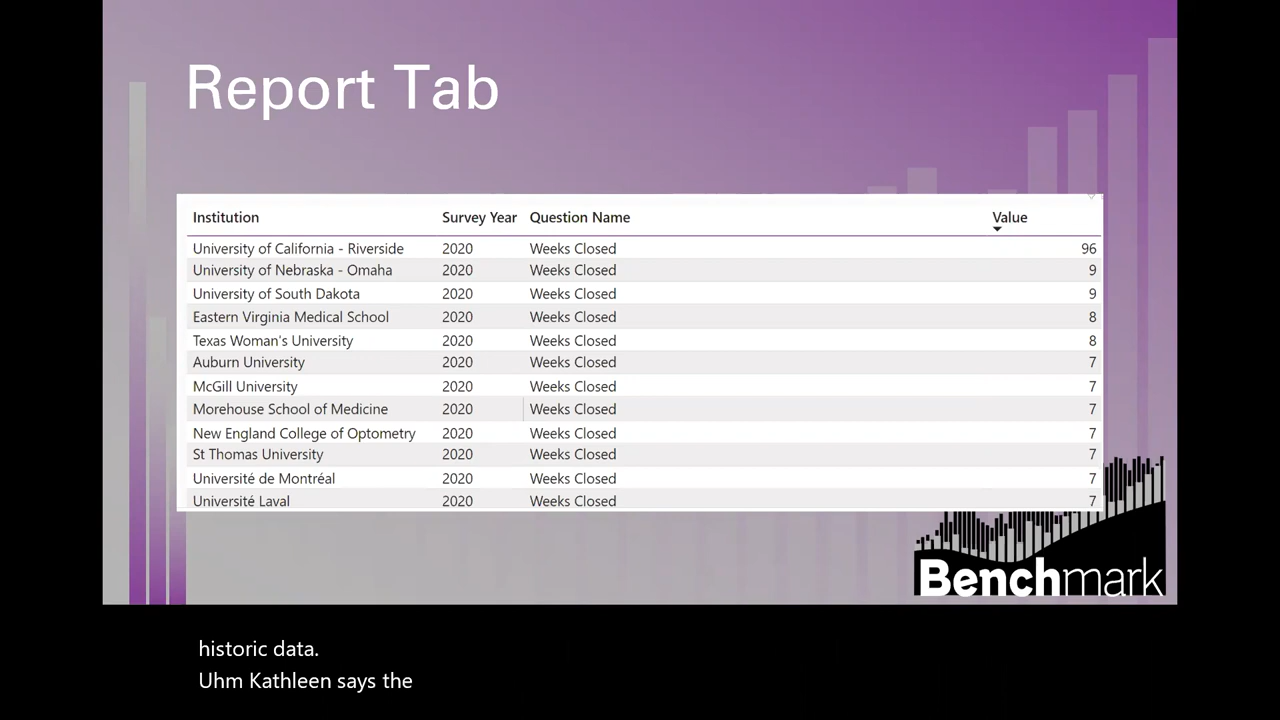 Report Tab
Institution Survey Year Question Name Value
University of California - Riverside 2020 Weeks Closed 96
University of Nebraska - Omaha 2020 Weeks Closed 9
University of South Dakota 2020 Weeks Closed 9
Eastern Virginia Medical School 2020 Weeks Closed 8
Texas Woman's University 2020 Weeks Closed 8
Auburn University 2020 Weeks Closed 7
McGill University 2020 Weeks Closed 7
Morehouse School of Medicine 2020 Weeks Closed 7
New England College of Optometry 2020 Weeks Closed 7
St Thomas University 2020 Weeks Closed 7
Université de Montréal 2020 Weeks Closed 7
Université Laval 2020 Weeks Closed 7
Benchmark
historic data.
Uhm Kathleen says the